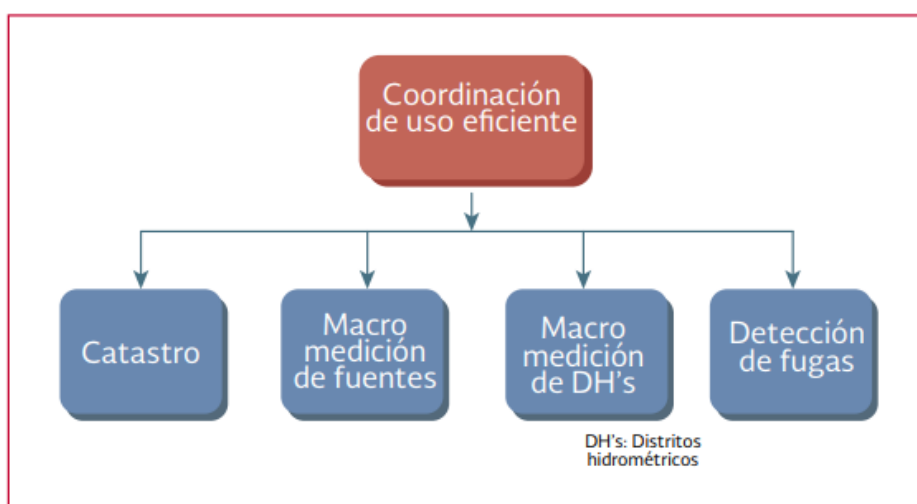 Coordinación
de uso eficiente
Catastro
Macro
medición
de fuentes
Macro
medición
de DH's
Detección
de fugas
DH's: Distritos
hidrométricos